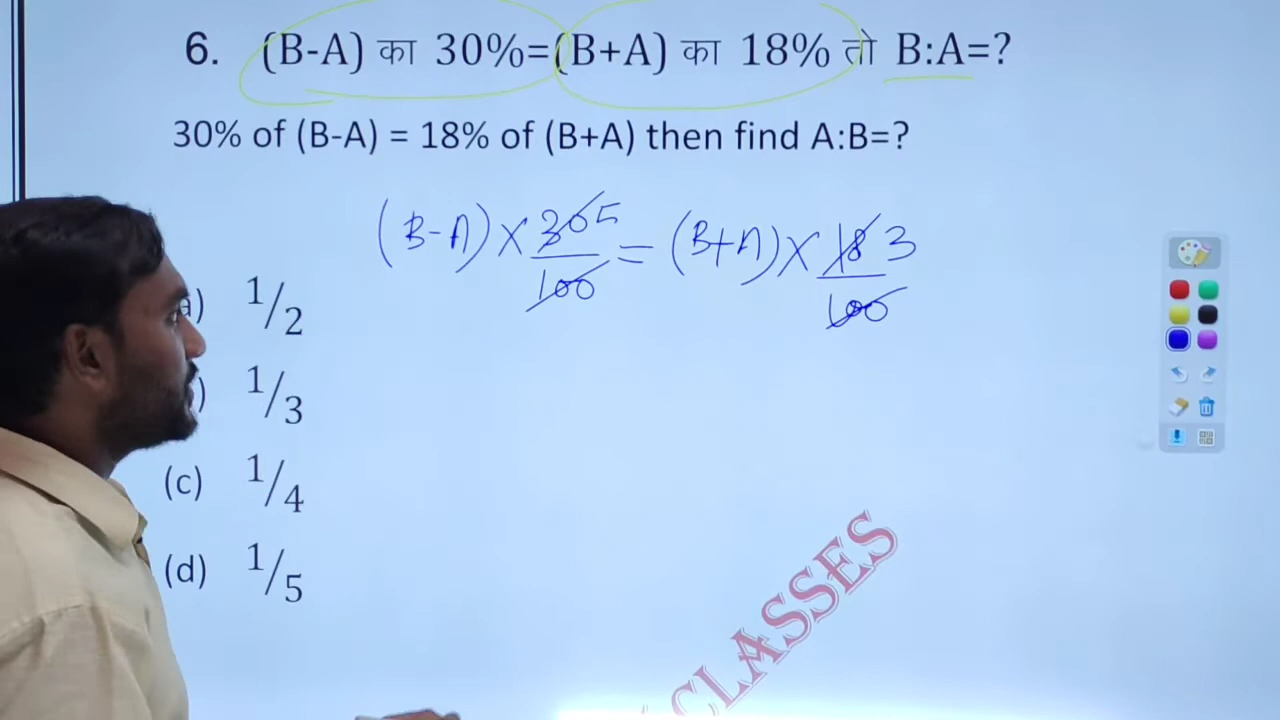 6. (B-A) का 30%=(B+A) का 18% तो B:A=?
30% of (B-A) = 18% of (B+A) then find A:B=?
(B-A) × 30 5 / 100 = (B+A) × 18 3 / 100
a) 1/2
) 1/3
(c) 1/4
(d) 1/5
CLASSES